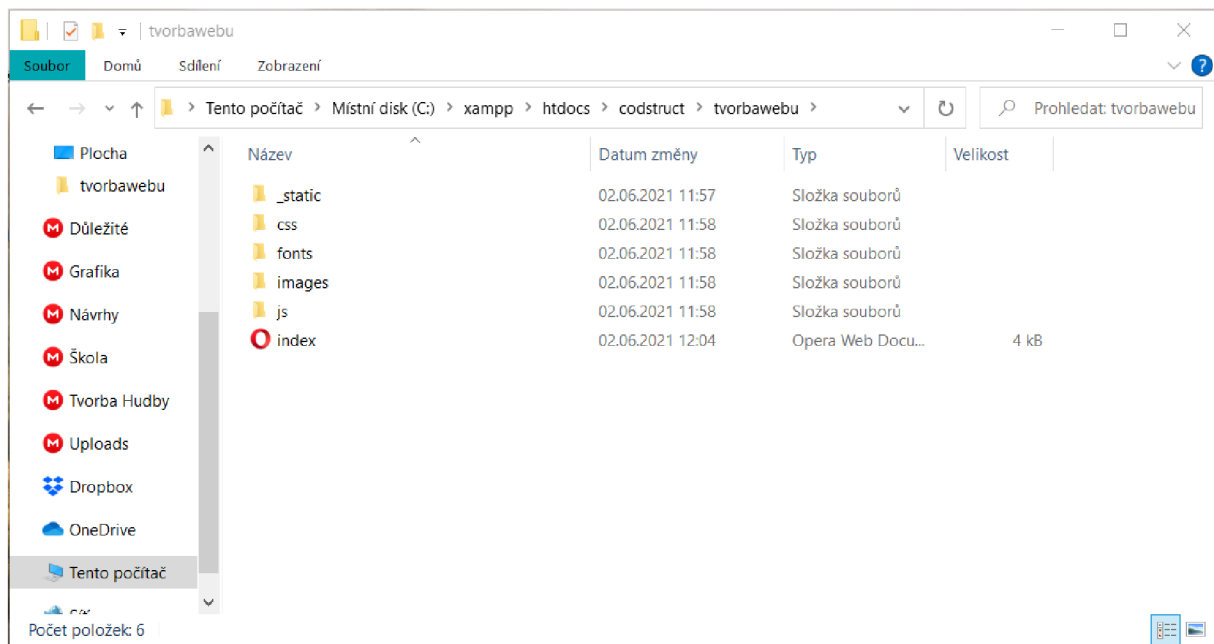 tvorbawebu
Soubor Domů Sdílení Zobrazení
Tento počítač > Místní disk (C:) > xampp > htdocs > codstruct > tvorbawebu >
Prohledat: tvorbawebu
Plocha
tvorbawebu
Důležité
Grafika
Návrhy
Škola
Tvorba Hudby
Uploads
Dropbox
OneDrive
Tento počítač
Název Datum změny Typ Velikost
_static 02.06.2021 11:57 Složka souborů
css 02.06.2021 11:58 Složka souborů
fonts 02.06.2021 11:58 Složka souborů
images 02.06.2021 11:58 Složka souborů
js 02.06.2021 11:58 Složka souborů
index 02.06.2021 12:04 Opera Web Docu... 4 kB
Počet položek: 6